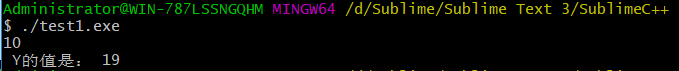 Administrator@WIN-787LSSNGQHM MINGW64 /d/Sublime/Sublime Text 3/SublimeC++
$ ./test1.exe
10
Y的值是： 19